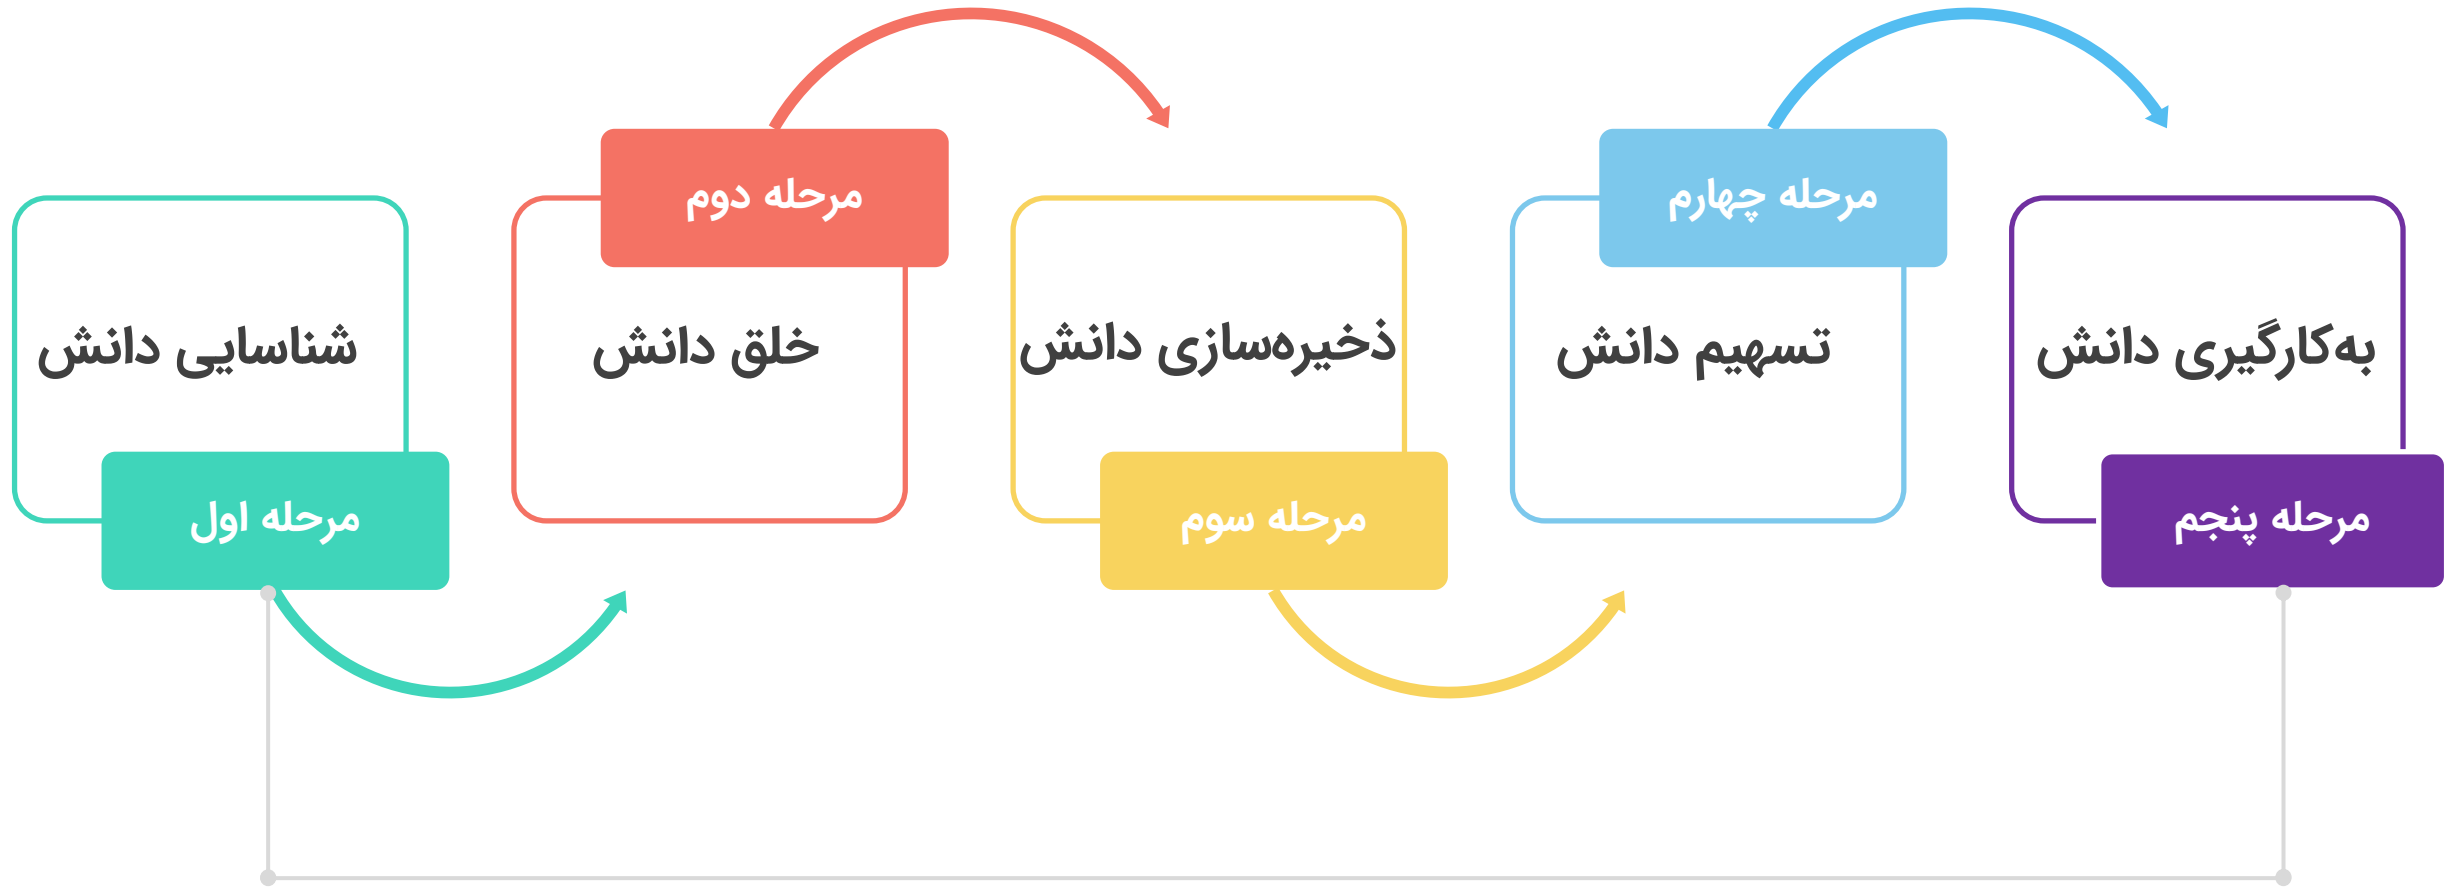 شناسایی دانش
مرحله اول
مرحله دوم
خلق دانش
ذخیره‌سازی دانش
مرحله سوم
مرحله چهارم
تسهیم دانش
به‌کارگیری دانش
مرحله پنجم